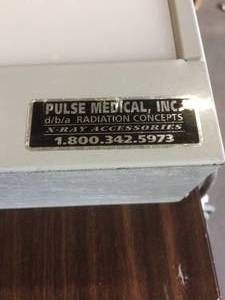 PULSE MEDICAL, INC.
d/b/a RADIATION CONCEPTS
X-RAY ACCESSORIES
1.800.342.5973